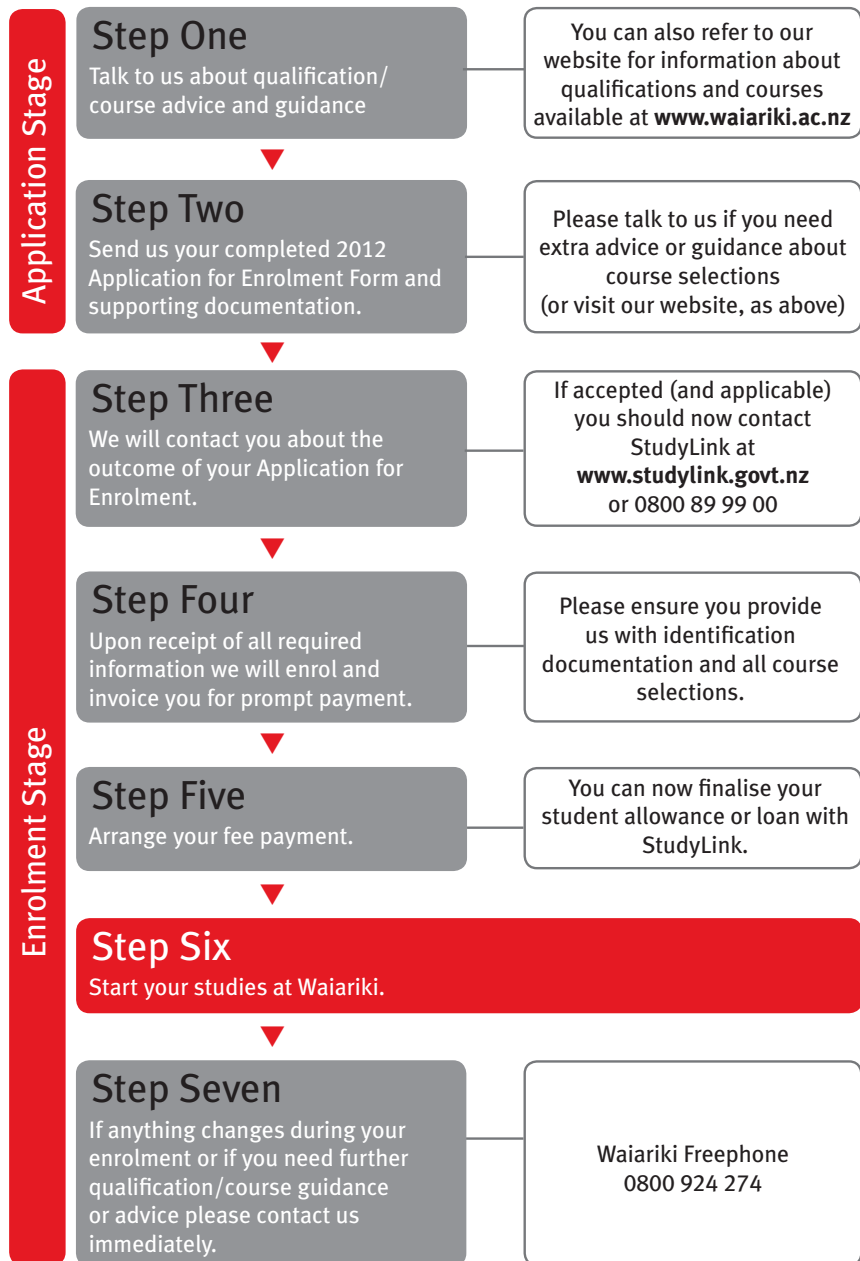 Application Stage
Step One
Talk to us about qualification/
course advice and guidance
You can also refer to our
website for information about
qualifications and courses
available at www.waiariki.ac.nz
Step Two
Send us your completed 2012
Application for Enrolment Form and
supporting documentation.
Please talk to us if you need
extra advice or guidance about
course selections
(or visit our website, as above)
Enrolment Stage
Step Three
We will contact you about the
outcome of your Application for
Enrolment.
If accepted (and applicable)
you should now contact
StudyLink at
www.studylink.govt.nz
or 0800 89 99 00
Step Four
Upon receipt of all required
information we will enrol and
invoice you for prompt payment.
Please ensure you provide
us with identification
documentation and all course
selections.
Step Five
Arrange your fee payment.
You can now finalise your
student allowance or loan with
StudyLink.
Step Six
Start your studies at Waiariki.
Step Seven
If anything changes during your
enrolment or if you need further
qualification/course guidance
or advice please contact us
immediately.
Waiariki Freephone
0800 924 274